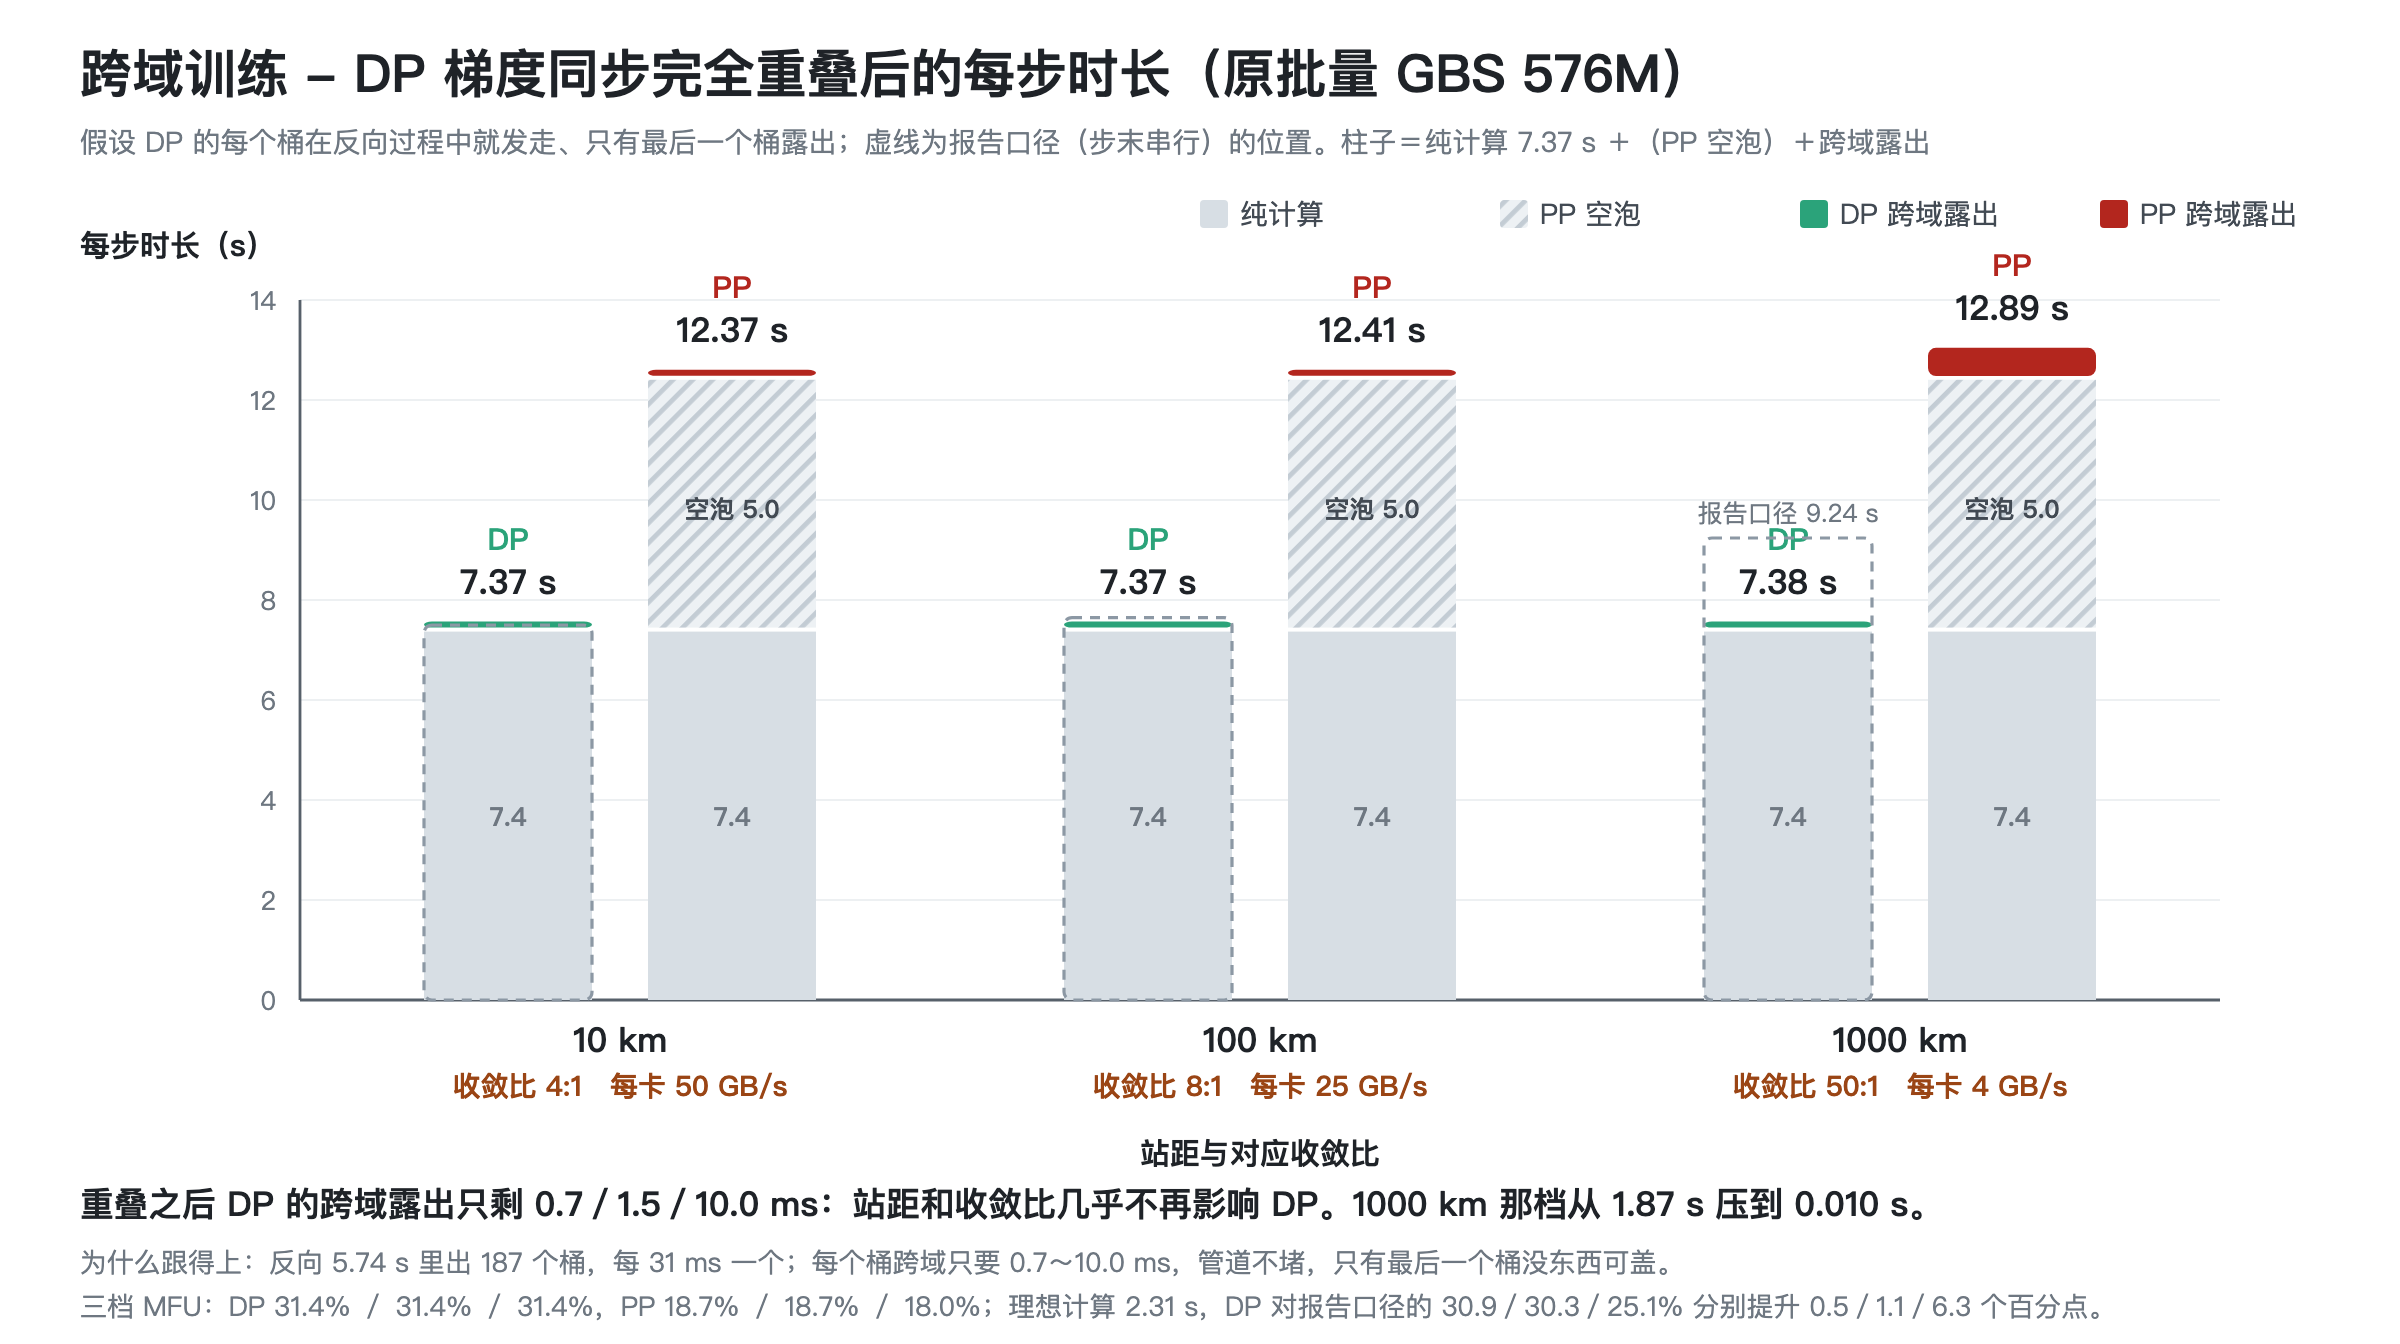 跨域训练 – DP 梯度同步完全重叠后的每步时长（原批量 GBS 576M）
假设 DP 的每个桶在反向过程中就发走、只有最后一个桶露出；虚线为报告口径（步末串行）的位置。柱子＝纯计算 7.37 s ＋（PP 空泡）＋跨域露出
纯计算 PP 空泡 DP 跨域露出 PP 跨域露出
每步时长（s）
PP
12.37 s
PP
12.41 s
PP
12.89 s
14
12
10
8
6
4
2
0
空泡 5.0
空泡 5.0
报告口径 9.24 s
空泡 5.0
DP
7.37 s
DP
7.37 s
DP
7.38 s
7.4
7.4
7.4
7.4
7.4
7.4
10 km
100 km
1000 km
收敛比 4:1 每卡 50 GB/s
收敛比 8:1 每卡 25 GB/s
收敛比 50:1 每卡 4 GB/s
站距与对应收敛比
重叠之后 DP 的跨域露出只剩 0.7 / 1.5 / 10.0 ms：站距和收敛比几乎不再影响 DP。1000 km 那档从 1.87 s 压到 0.010 s。
为什么跟得上：反向 5.74 s 里出 187 个桶，每 31 ms 一个；每个桶跨域只要 0.7～10.0 ms，管道不堵，只有最后一个桶没东西可盖。
三档 MFU：DP 31.4% / 31.4% / 31.4%，PP 18.7% / 18.7% / 18.0%；理想计算 2.31 s，DP 对报告口径的 30.9 / 30.3 / 25.1% 分别提升 0.5 / 1.1 / 6.3 个百分点。